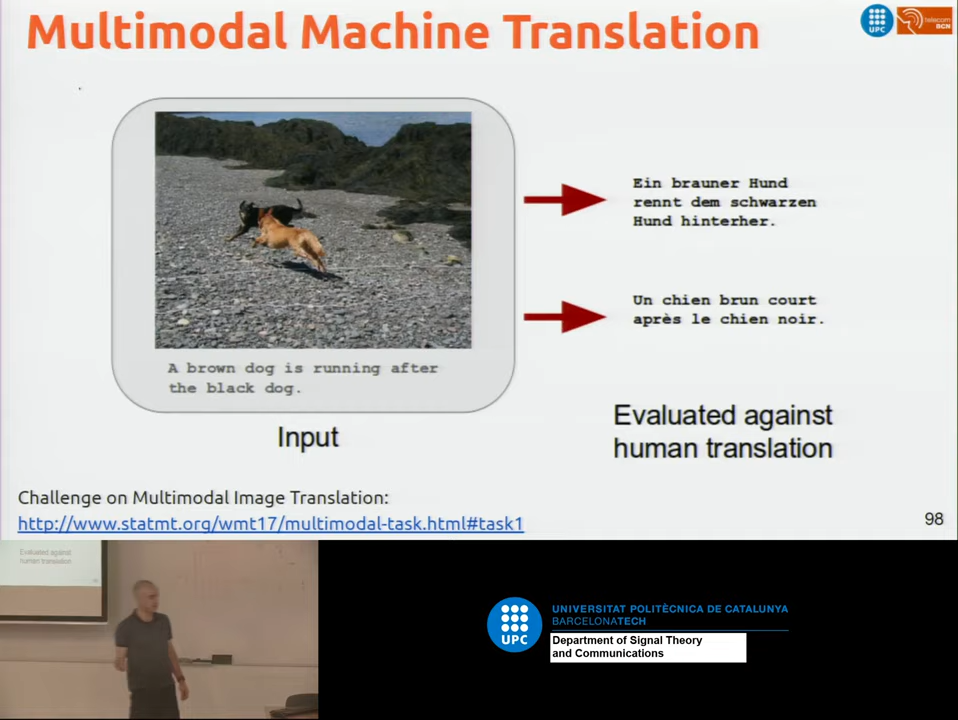 Multimodal Machine Translation
UPC
telecom
BCN
Ein brauner Hund
rennt dem schwarzen
Hund hinterher.
Un chien brun court
après le chien noir.
A brown dog is running after
the black dog.
Input
Evaluated against
human translation
Challenge on Multimodal Image Translation:
http://www.statmt.org/wmt17/multimodal-task.html#task1
98
Evaluated against
human translation
UPC
UNIVERSITAT POLITÈCNICA DE CATALUNYA
BARCELONATECH
Department of Signal Theory
and Communications